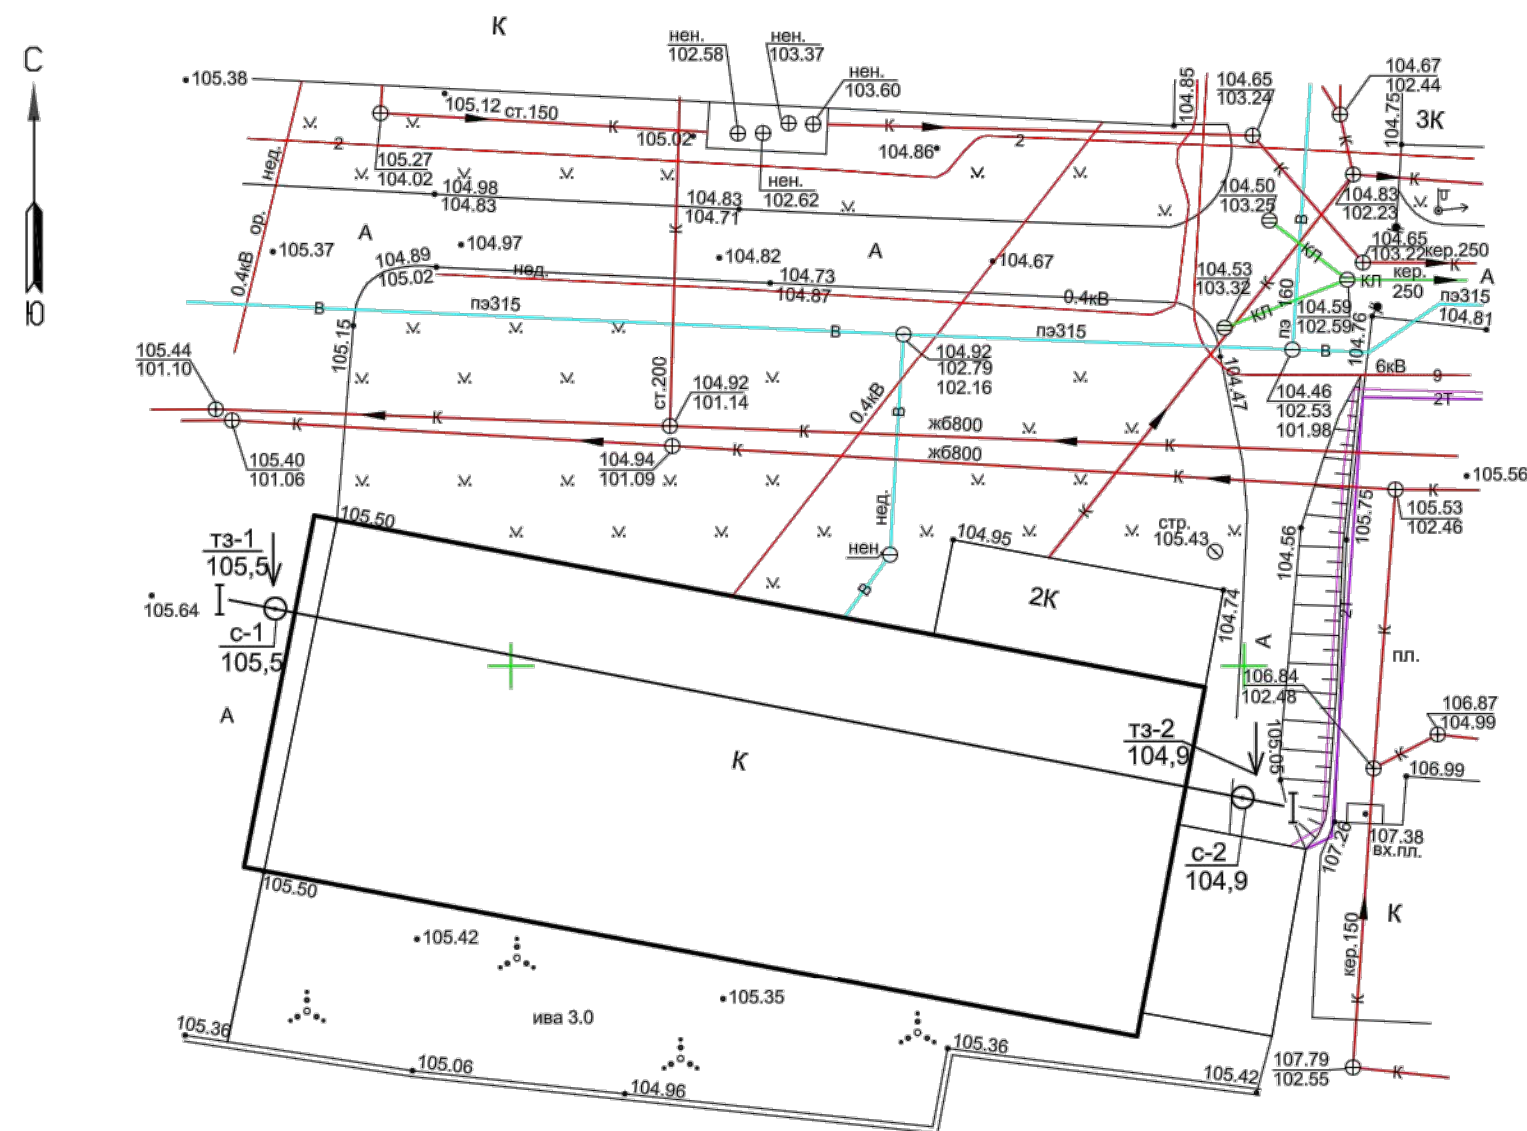 К
С
Ю
105.38
нен.
102.58
нен.
103.37
нен.
103.60
105.12
ст.150
К
105.02
К
104.86
2
2
104.85
104.65
103.24
104.67
102.44
104.75
3К
К
К
К
нед.
ор.
0.4кВ
105.27
104.02
104.98
104.83
нен.
102.62
104.83
104.71
К
104.50
103.25
В
104.83
102.23
п
А
105.37
104.97
104.82
А
104.67
104.65
103.22
кер.250
К
104.89
105.02
нед.
104.73
104.87
0.4кВ
104.53
103.32
К
КЛ
КЛ
КЛ
кер.
250
А
пэ 160
104.59
102.59
пэ315
104.81
104.76
В
пэ315
В
пэ315
В
105.15
105.44
101.10
104.92
102.79
102.16
6кВ
9
2Т
104.47
104.46
102.53
101.98
ст.200
104.92
101.14
0.4кВ
В
К
К
К
жб800
К
К
жб800
К
К
105.40
101.06
104.94
101.09
105.56
105.53
102.46
105.75
105.50
нед.
К
стр.
105.43
104.95
104.56
нен.
тз-1
105,5
I
105.64
с-1
105,5
В
2К
104.74
А
2Т
К
пл.
106.84
102.48
106.87
104.99
А
К
тз-2
104,9
105.05
К
106.99
I
107.38
вх.пл.
107.26
с-2
104,9
105.50
К
105.42
кер.150
105.35
ива 3.0
К
105.36
105.06
104.96
105.36
105.42
107.79
102.55
К